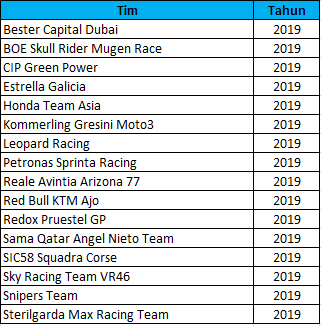 Tim Tahun
Bester Capital Dubai 2019
BOE Skull Rider Mugen Race 2019
CIP Green Power 2019
Estrella Galicia 2019
Honda Team Asia 2019
Kommerling Gresini Moto3 2019
Leopard Racing 2019
Petronas Sprinta Racing 2019
Reale Avintia Arizona 77 2019
Red Bull KTM Ajo 2019
Redox Pruestel GP 2019
Sama Qatar Angel Nieto Team 2019
SIC58 Squadra Corse 2019
Sky Racing Team VR46 2019
Snipers Team 2019
Sterilgarda Max Racing Team 2019